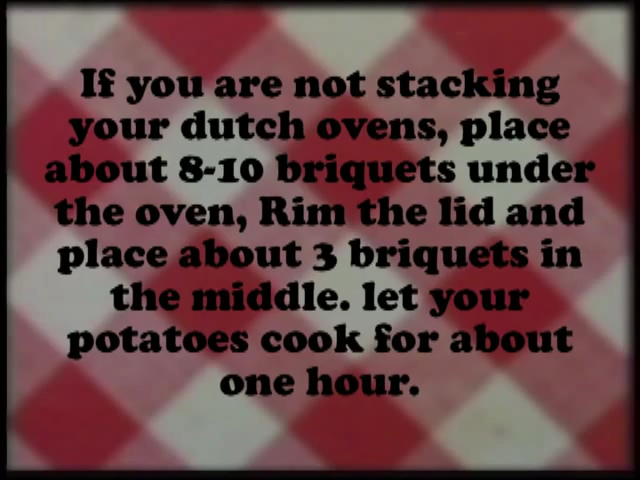 If you are not stacking
your dutch ovens, place
about 8-10 briquets under
the oven, Rim the lid and
place about 3 briquets in
the middle. let your
potatoes cook for about
one hour.